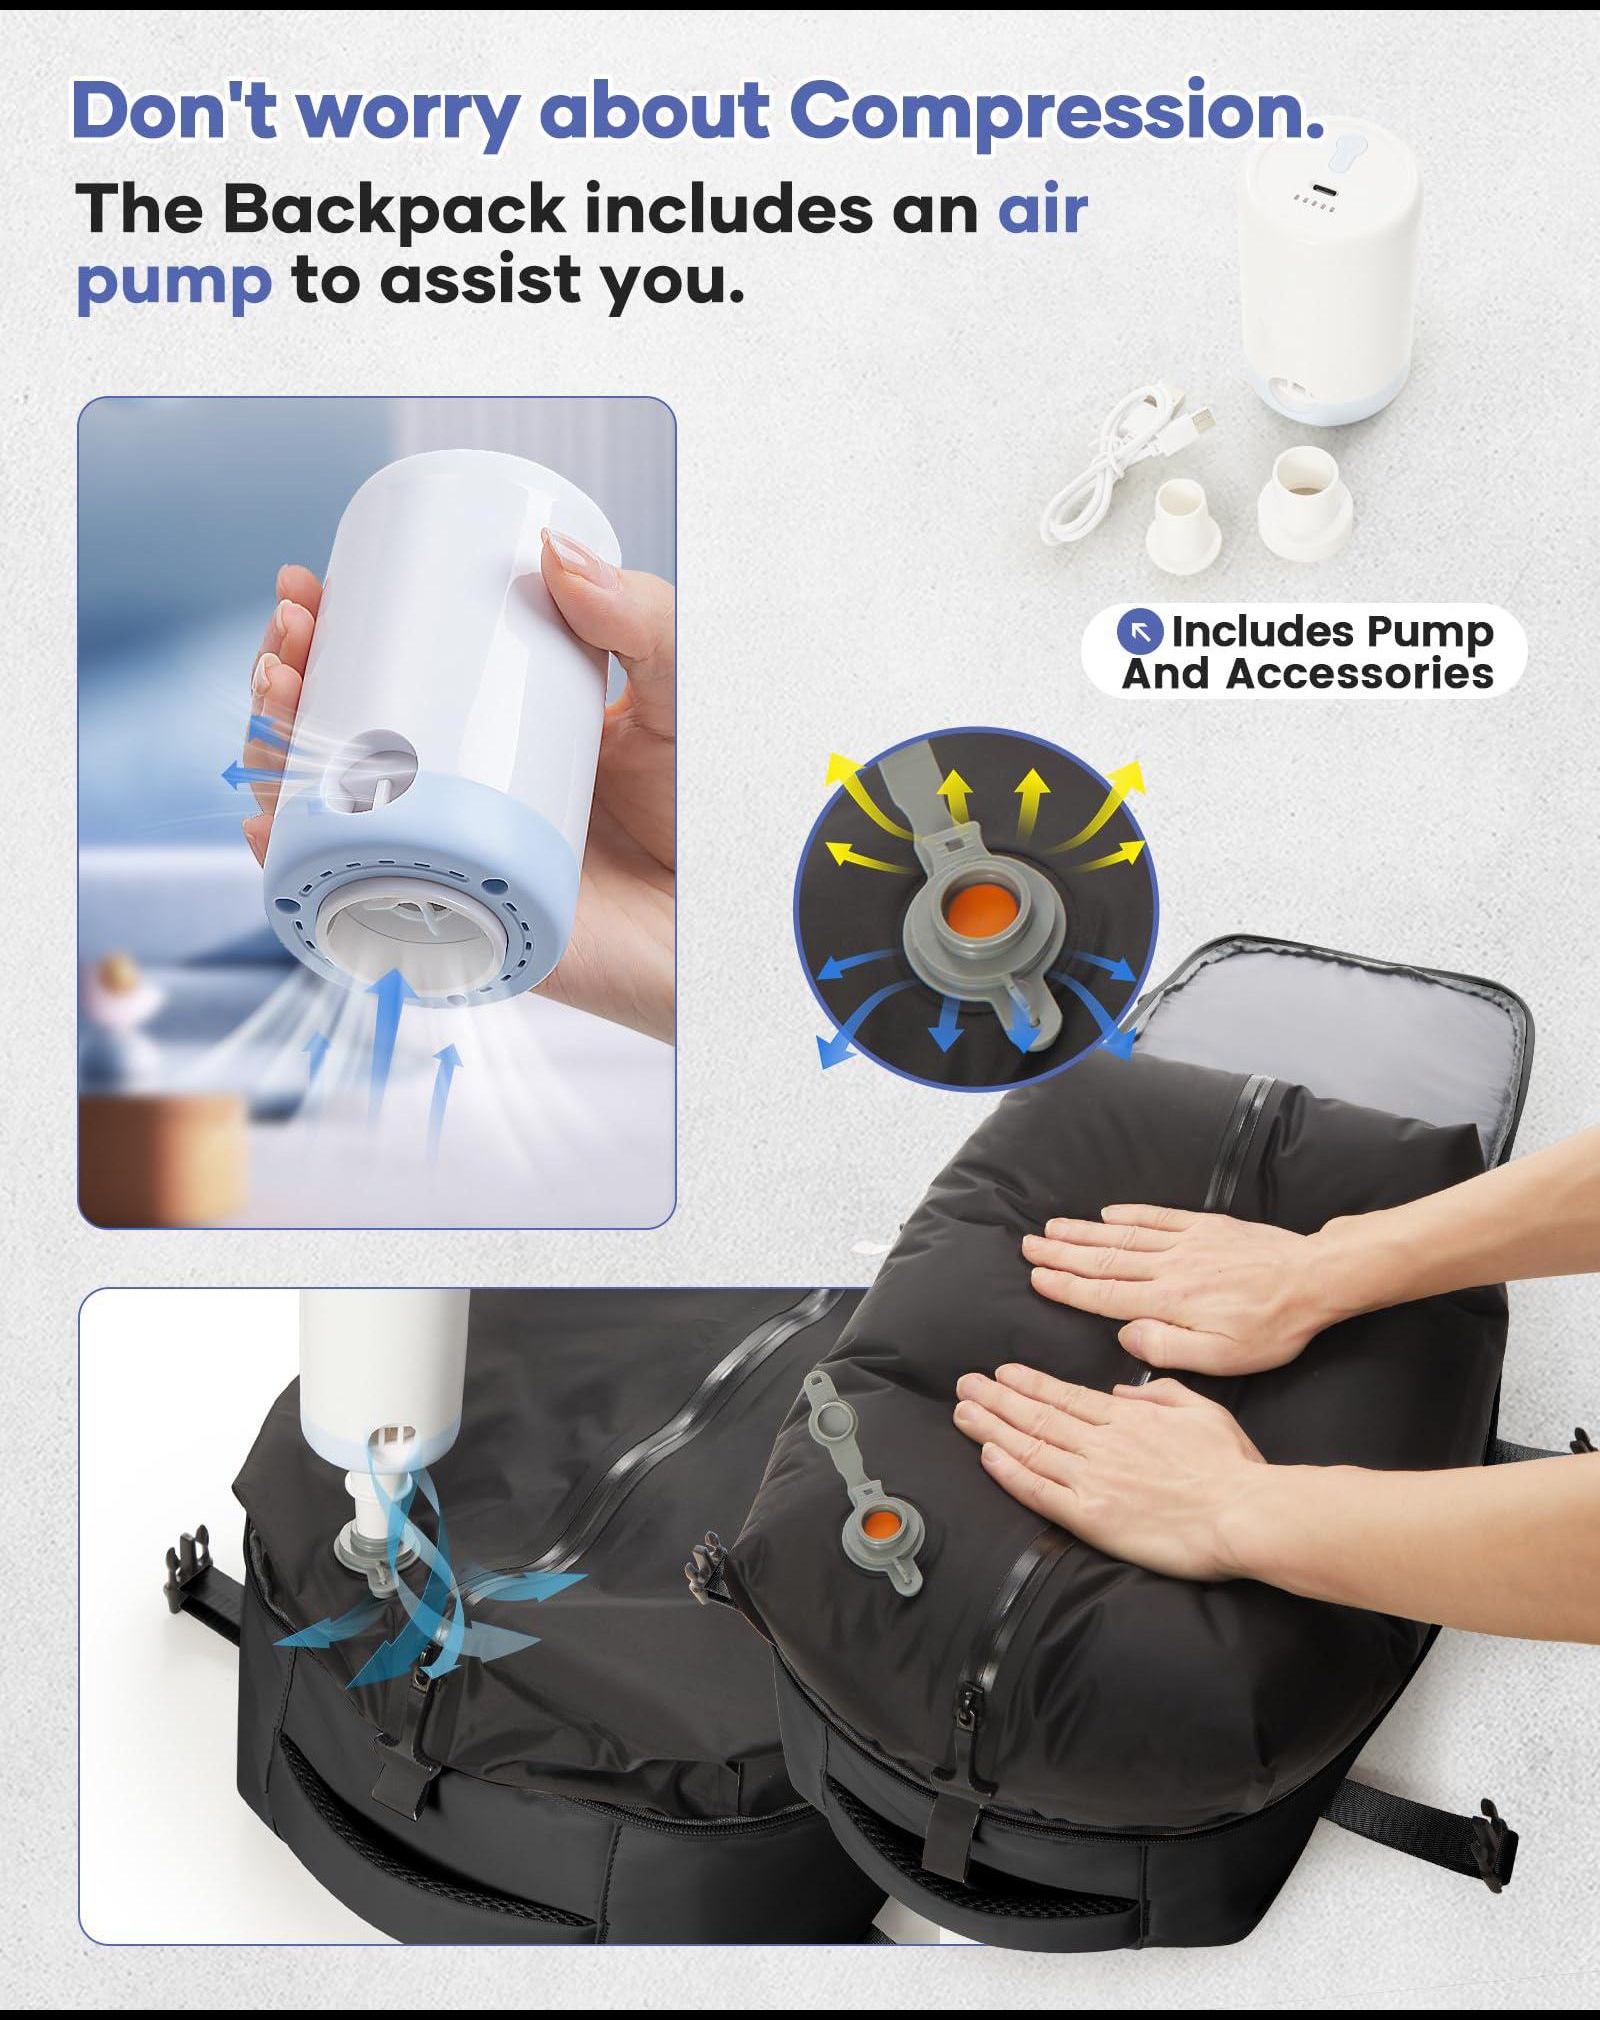 Don't worry about Compression.
The Backpack includes an air
pump to assist you.
Includes Pump
And Accessories